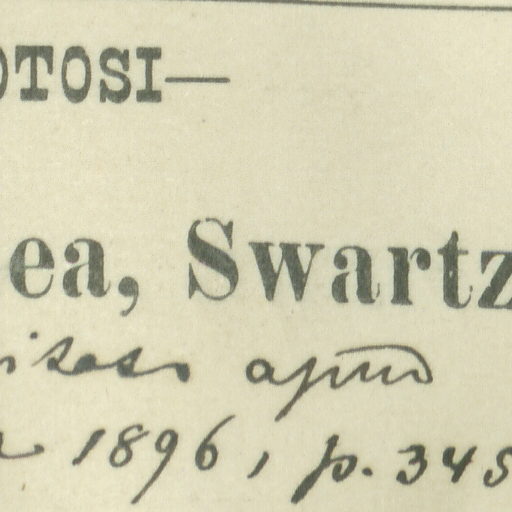 OTOSI—
ea, Swartz
apud
1896, p. 345